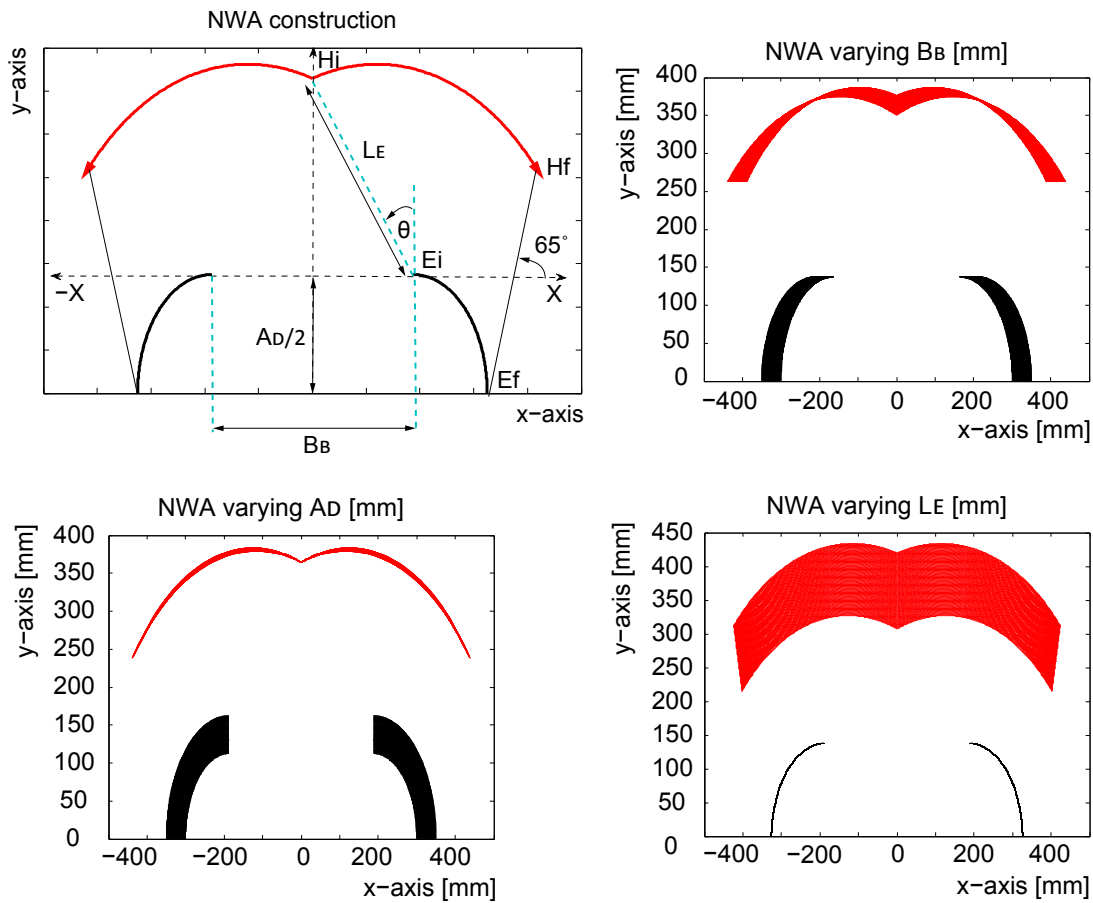 NWA construction
y−axis
Hi
LE
Hf
θ
65°
Ei
−X
X
AD/2
Ef
x−axis
BB
NWA varying BB [mm]
y−axis [mm]
400
350
300
250
200
150
100
50
0
−400 −200 0 200 400
x−axis [mm]
NWA varying AD [mm]
y−axis [mm]
400
350
300
250
200
150
100
50
0
−400 −200 0 200 400
x−axis [mm]
NWA varying LE [mm]
y−axis [mm]
450
400
350
300
250
200
150
100
50
0
−400 −200 0 200 400
x−axis [mm]